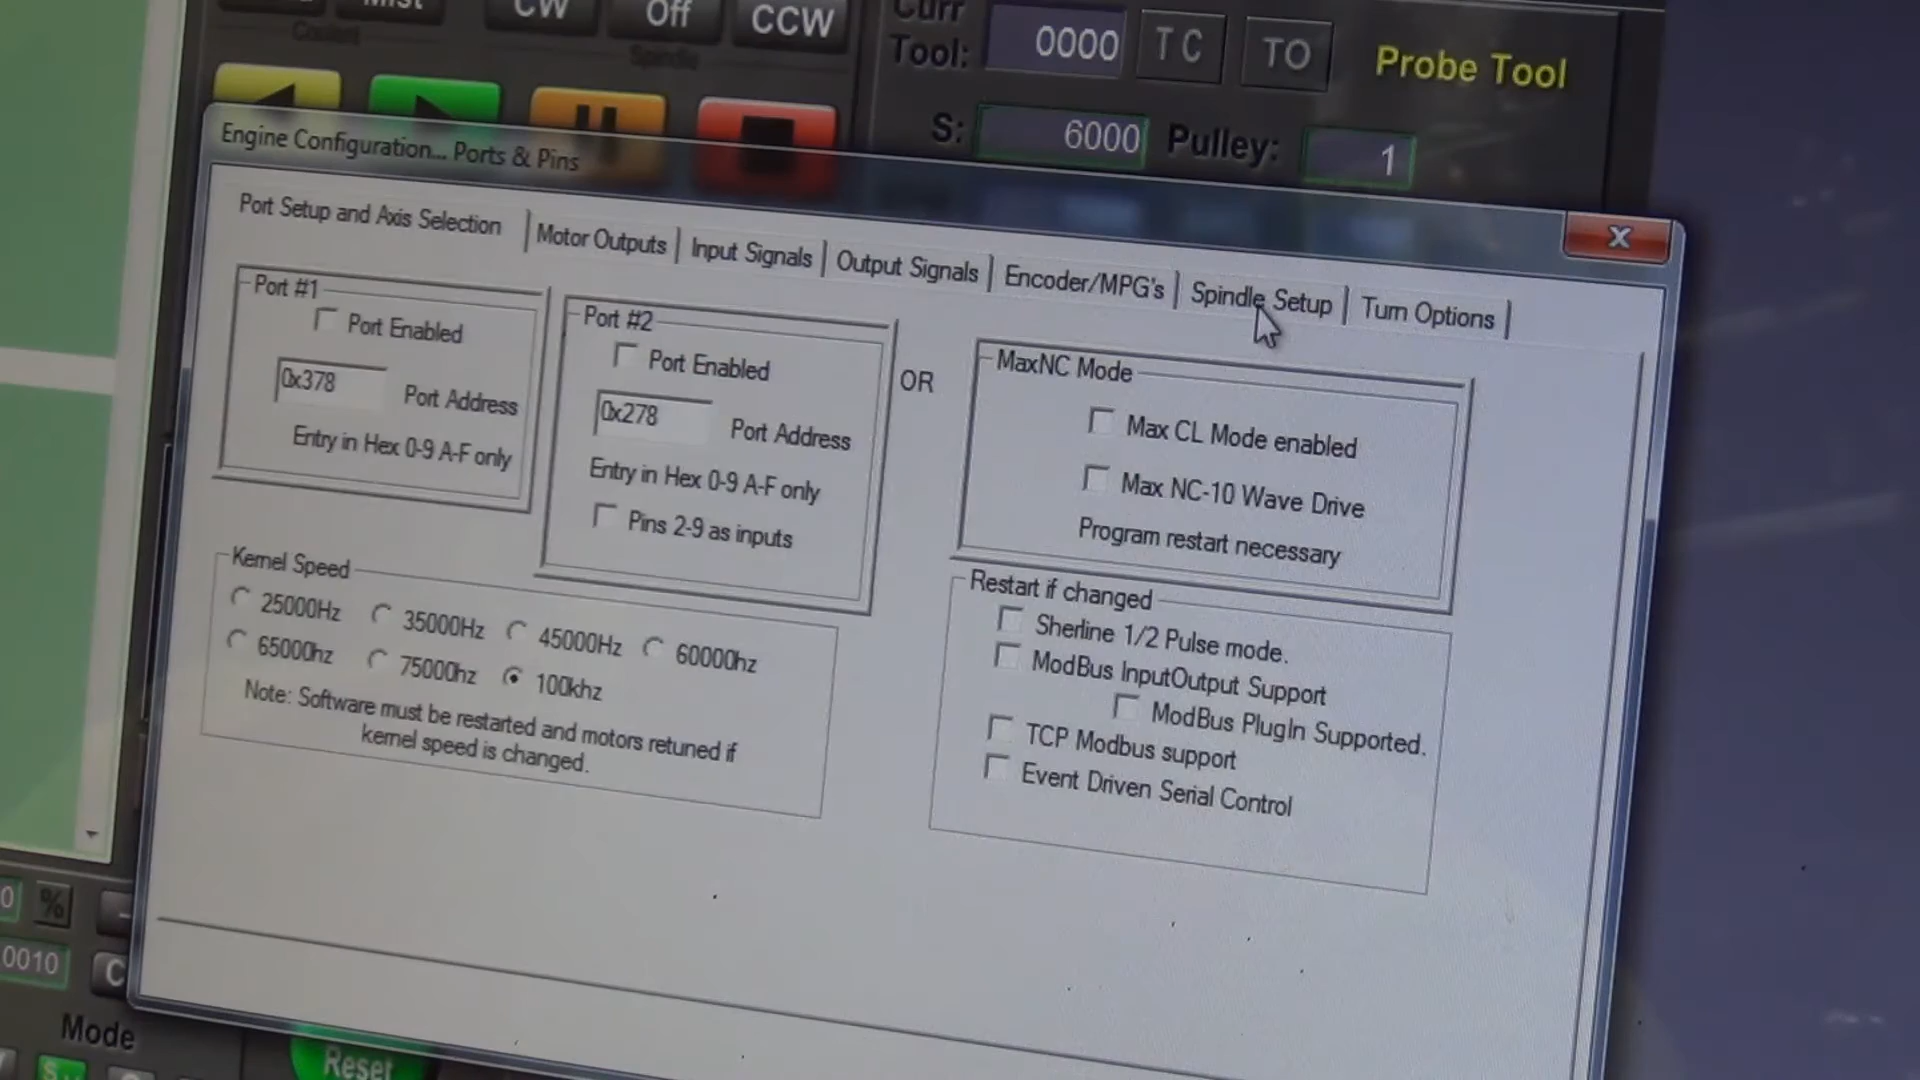 Mist
CW
Off
CCW
Coolant
Spindle
Curr
Tool:
0000
TC
TO
Probe Tool
S:
6000
Pulley:
1
Engine Configuration... Ports & Pins
X
Port Setup and Axis Selection
Motor Outputs
Input Signals
Output Signals
Encoder/MPG's
Spindle Setup
Turn Options
Port #1
Port Enabled
0x378
Port Address
Entry in Hex 0-9 A-F only
Port #2
Port Enabled
0x278
Port Address
Entry in Hex 0-9 A-F only
Pins 2-9 as inputs
OR
MaxNC Mode
Max CL Mode enabled
Max NC-10 Wave Drive
Program restart necessary
Kernel Speed
25000Hz
35000Hz
45000Hz
60000hz
65000hz
75000hz
100khz
Note: Software must be restarted and motors retuned if
kernel speed is changed.
Restart if changed
Sherline 1/2 Pulse mode.
ModBus InputOutput Support
ModBus PlugIn Supported.
TCP Modbus support
Event Driven Serial Control
0
%
0010
C
Mode
Reset